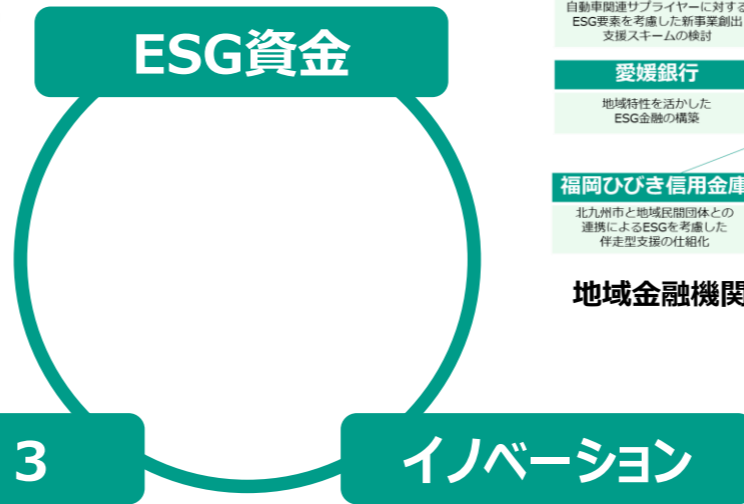 ESG資金
3
イノベーション
自動車関連サプライヤーに対する
ESG要素を考慮した新事業創出
支援スキームの検討
愛媛銀行
地域特性を活かした
ESG金融の構築
福岡ひびき信用金庫
北九州市と地域民間団体との
連携によるESGを考慮した
伴走型支援の仕組化
地域金融機関